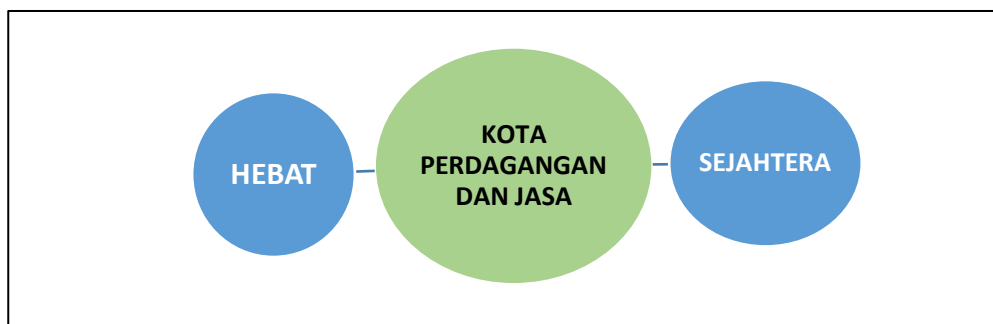 HEBAT
KOTA
PERDAGANGAN
DAN JASA
SEJAHTERA